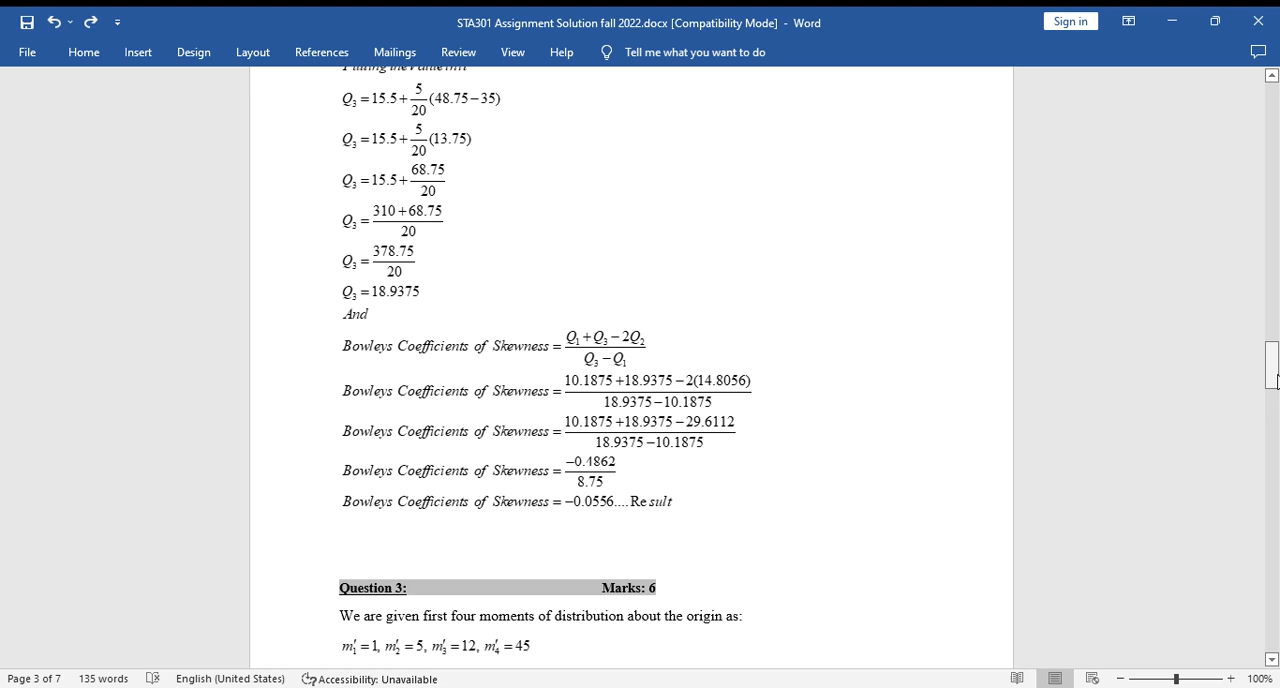 STA301 Assignment Solution fall 2022.docx [Compatibility Mode] - Word
Sign in
File Home Insert Design Layout References Mailings Review View Help Tell me what you want to do
Q₃ = 15.5 + 5/20 (48.75 − 35)
Q₃ = 15.5 + 5/20 (13.75)
Q₃ = 15.5 + 68.75/20
Q₃ = 310 + 68.75 / 20
Q₃ = 378.75/20
Q₃ = 18.9375
And
Bowleys Coefficients of Skewness = Q₁ + Q₃ − 2Q₂ / Q₃ − Q₁
Bowleys Coefficients of Skewness = 10.1875 + 18.9375 − 2(14.8056) / 18.9375 − 10.1875
Bowleys Coefficients of Skewness = 10.1875 + 18.9375 − 29.6112 / 18.9375 − 10.1875
Bowleys Coefficients of Skewness = −0.4862 / 8.75
Bowleys Coefficients of Skewness = −0.0556....Result
Question 3: Marks: 6
We are given first four moments of distribution about the origin as:
m′₁ = 1, m′₂ = 5, m′₃ = 12, m′₄ = 45
Page 3 of 7 135 words English (United States) Accessibility: Unavailable 100%